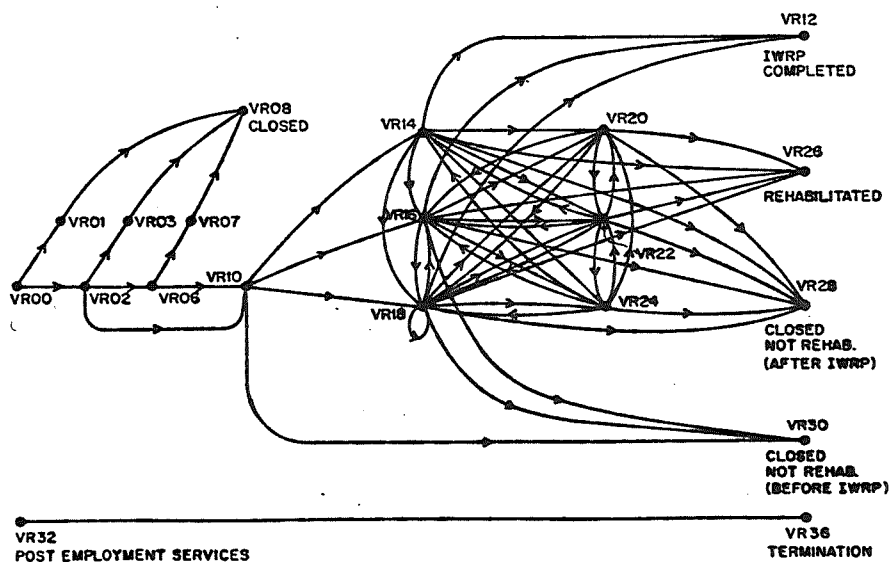 VR12
IWRP
COMPLETED
VR08
CLOSED
VR14
VR20
VR26
REHABILITATED
VR01
VR03
VR07
VR16
VR22
VR00
VR02
VR06
VR10
VR18
VR24
VR28
CLOSED
NOT REHAB.
(AFTER IWRP)
VR30
CLOSED
NOT REHAB.
(BEFORE IWRP)
VR32
POST EMPLOYMENT SERVICES
VR36
TERMINATION